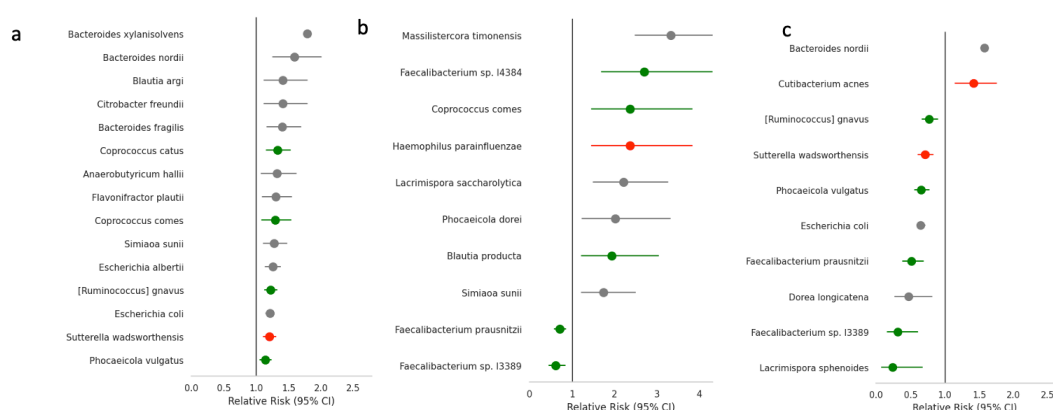 a
Bacteroides xylanisolvens
Bacteroides nordii
Blautia argi
Citrobacter freundii
Bacteroides fragilis
Coprococcus catus
Anaerobutyricum hallii
Flavonifractor plautii
Coprococcus comes
Simiaoa sunii
Escherichia albertii
[Ruminococcus] gnavus
Escherichia coli
Sutterella wadsworthensis
Phocaeicola vulgatus
0.0 0.5 1.0 1.5 2.0 2.5
Relative Risk (95% CI)
b
Massilistercora timonensis
Faecalibacterium sp. I4384
Coprococcus comes
Haemophilus parainfluenzae
Lacrimispora saccharolytica
Phocaeicola dorei
Blautia producta
Simiaoa sunii
Faecalibacterium prausnitzii
Faecalibacterium sp. I3389
0 1 2 3 4
Relative Risk (95% CI)
c
Bacteroides nordii
Cutibacterium acnes
[Ruminococcus] gnavus
Sutterella wadsworthensis
Phocaeicola vulgatus
Escherichia coli
Faecalibacterium prausnitzii
Dorea longicatena
Faecalibacterium sp. I3389
Lacrimispora sphenoides
0.0 0.5 1.0 1.5 2.0 2.5
Relative Risk (95% CI)